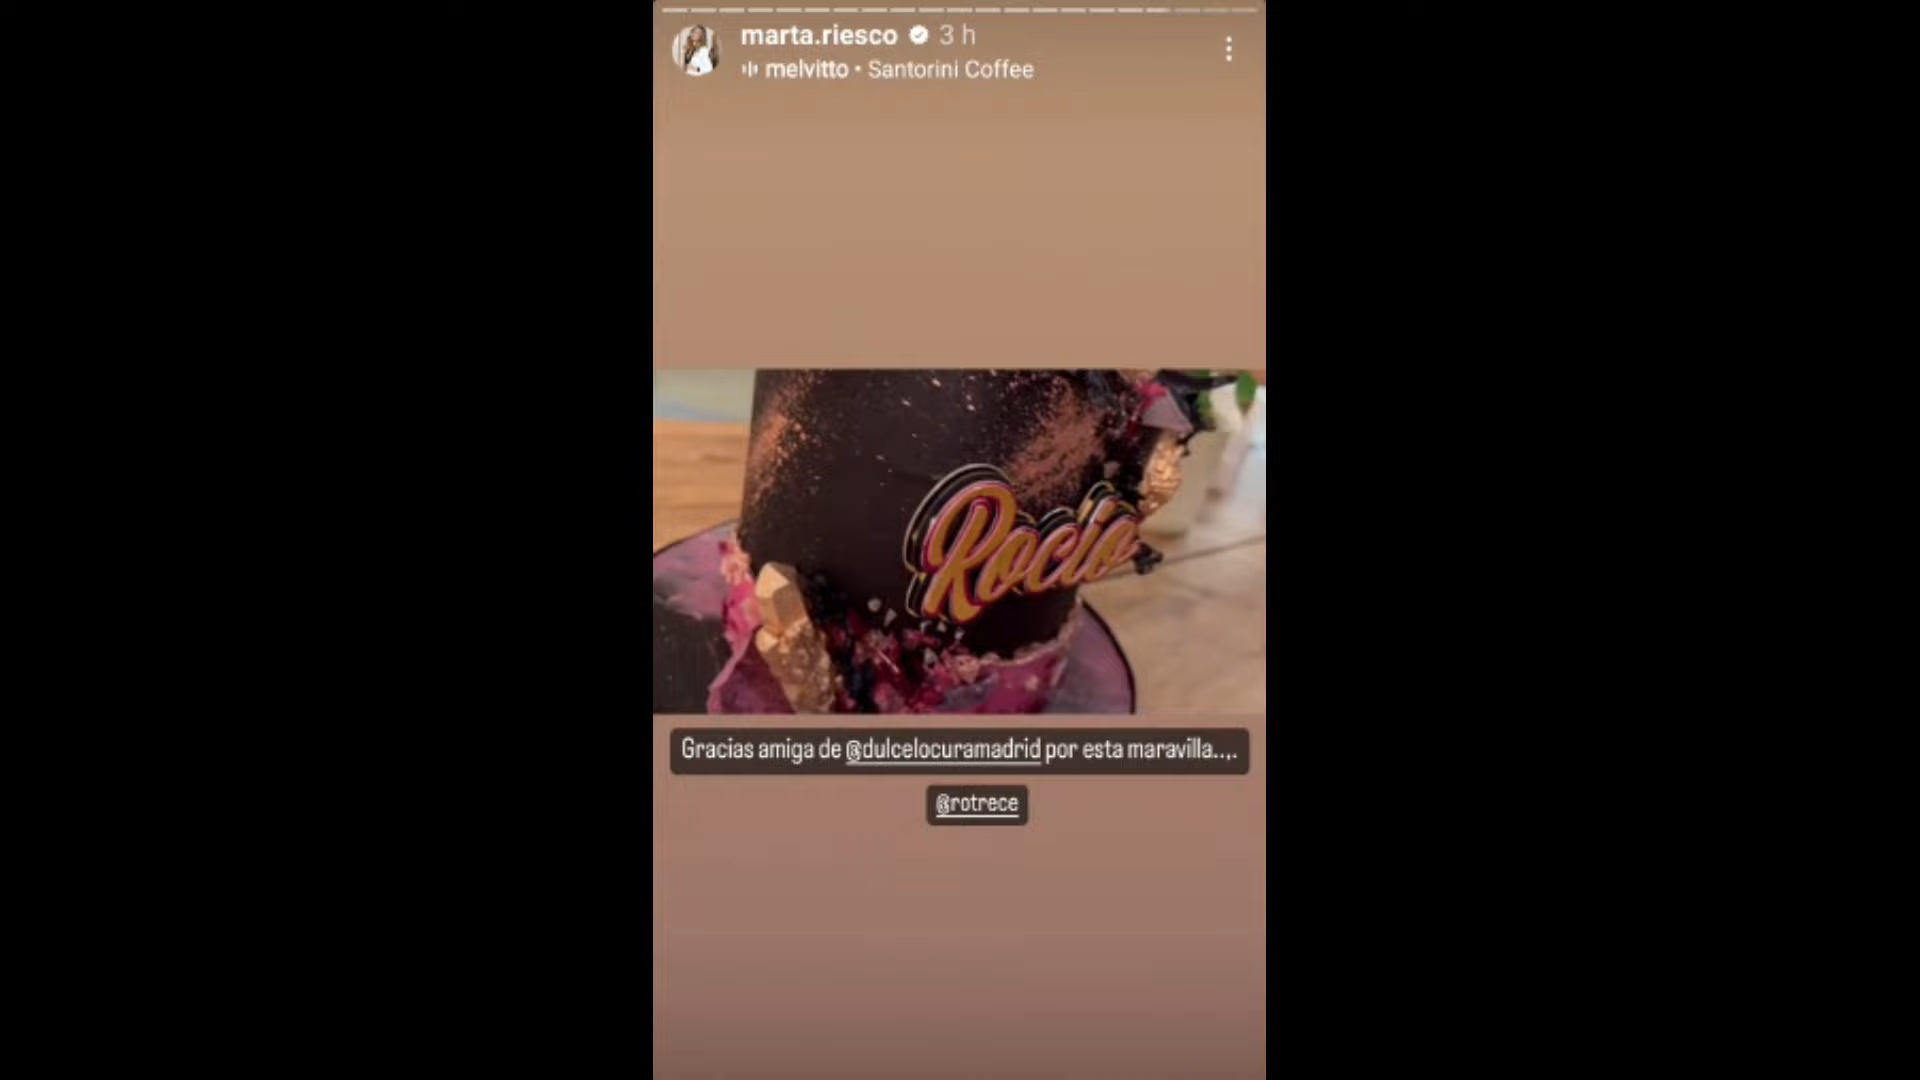 marta.riesco 3 h
melvitto • Santorini Coffee
Rocío
Gracias amiga de @dulcelocuramadrid por esta maravilla..,.
@rotrece